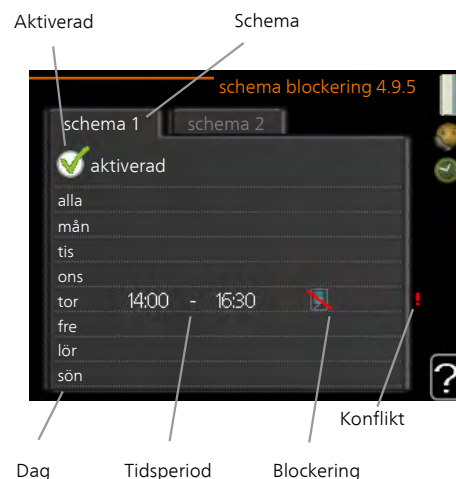 Aktiverad Schema
schema blockering 4.9.5
schema 1 schema 2
aktiverad
alla
mån
tis
ons
tor 14:00 - 16:30 !
fre
lör
sön
?
Konflikt
Dag Tidsperiod Blockering